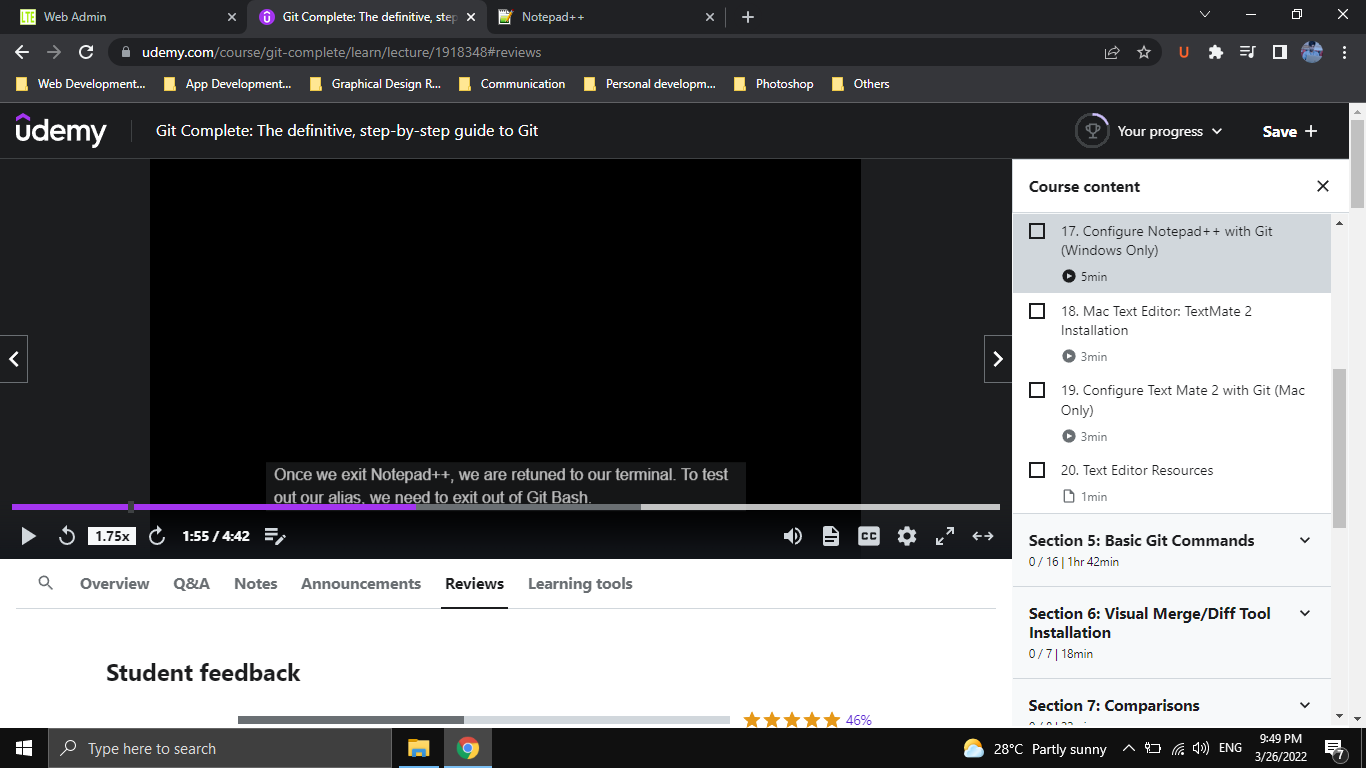 Web Admin
Git Complete: The definitive, step
Notepad++
udemy.com/course/git-complete/learn/lecture/1918348#reviews
U
Web Development...
App Development...
Graphical Design R...
Communication
Personal developm...
Photoshop
Others
udemy
Git Complete: The definitive, step-by-step guide to Git
Your progress
Save
Once we exit Notepad++, we are retuned to our terminal. To test
out our alias, we need to exit out of Git Bash.
1.75x
1:55 / 4:42
CC
Overview
Q&A
Notes
Announcements
Reviews
Learning tools
Student feedback
46%
Course content
17. Configure Notepad++ with Git
(Windows Only)
5min
18. Mac Text Editor: TextMate 2
Installation
3min
19. Configure Text Mate 2 with Git (Mac
Only)
3min
20. Text Editor Resources
1min
Section 5: Basic Git Commands
0 / 16 | 1hr 42min
Section 6: Visual Merge/Diff Tool
Installation
0 / 7 | 18min
Section 7: Comparisons
Type here to search
28°C Partly sunny
ENG
9:49 PM
3/26/2022
7